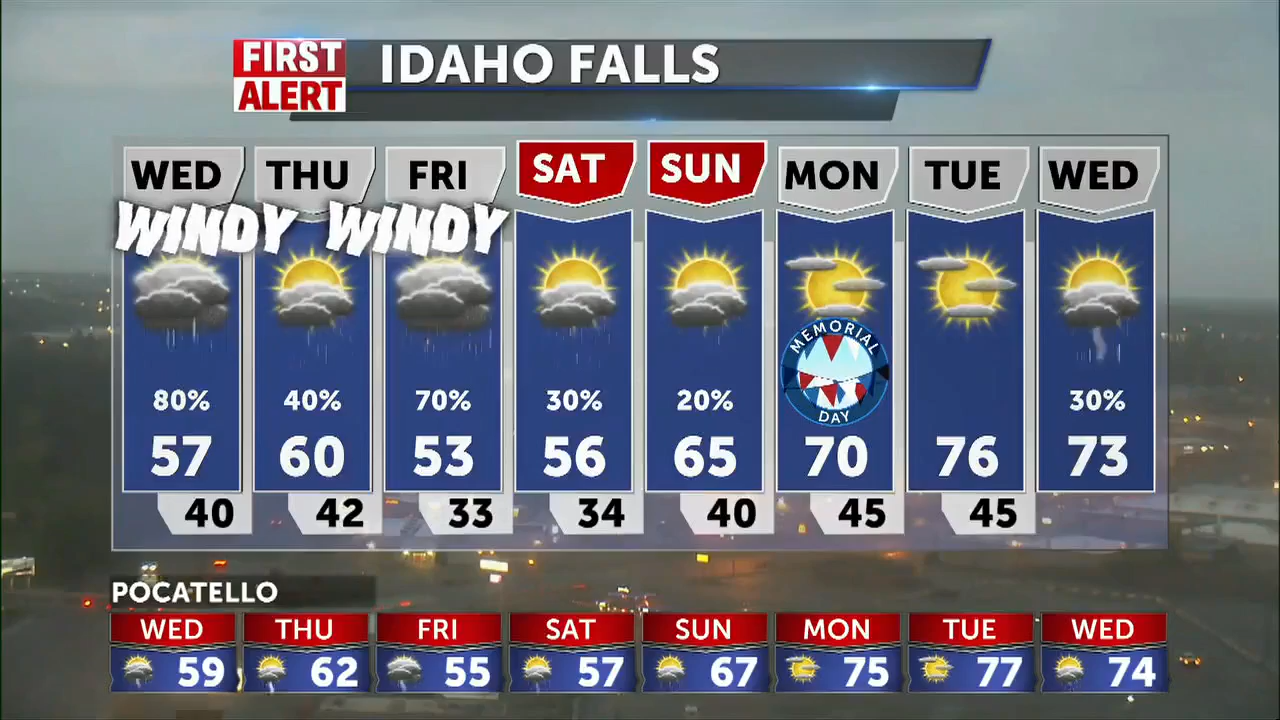 FIRST ALERT
IDAHO FALLS
WED THU FRI SAT SUN MON TUE WED
WINDY WINDY
MEMORIAL DAY
80% 40% 70% 30% 20% 30%
57 60 53 56 65 70 76 73
40 42 33 34 40 45 45
POCATELLO
WED THU FRI SAT SUN MON TUE WED
59 62 55 57 67 75 77 74